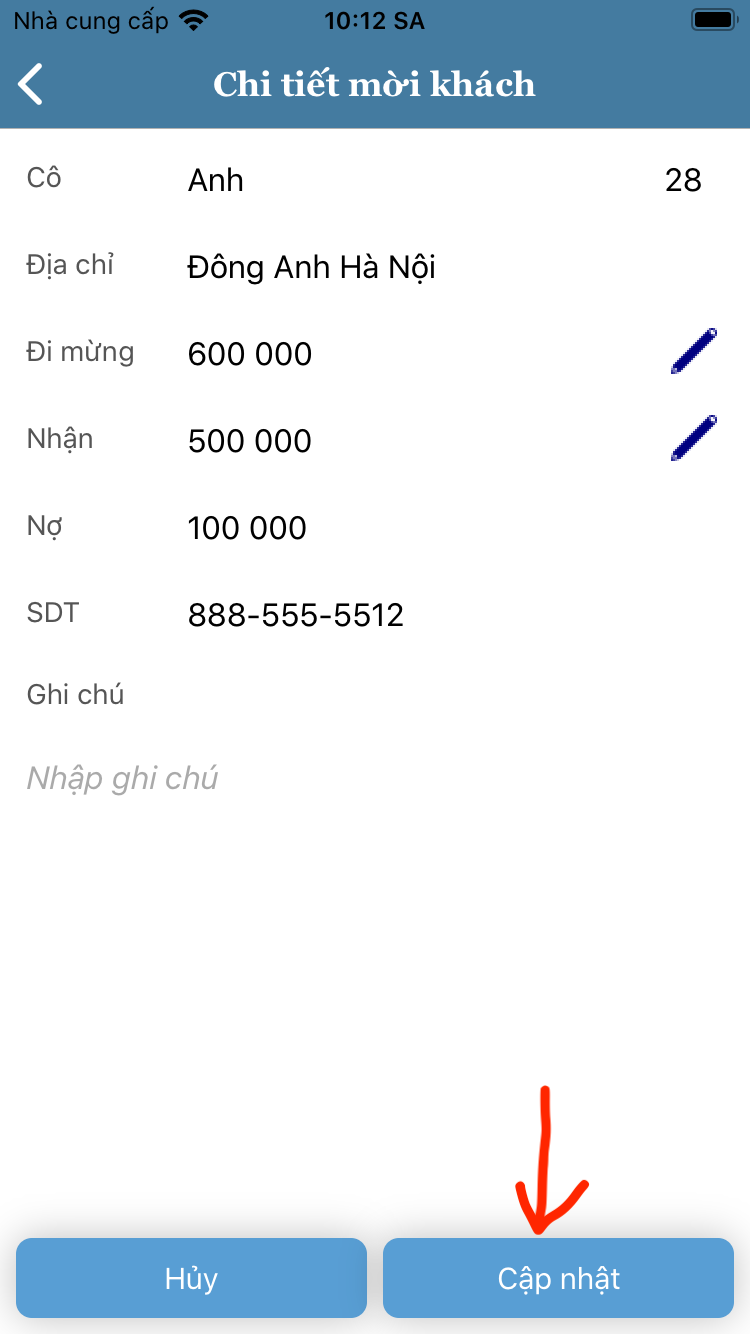 Nhà cung cấp 10:12 SA
Chi tiết mời khách
Cô Anh 28
Địa chỉ Đông Anh Hà Nội
Đi mừng 600 000
Nhận 500 000
Nợ 100 000
SDT 888-555-5512
Ghi chú
Nhập ghi chú
Hủy Cập nhật